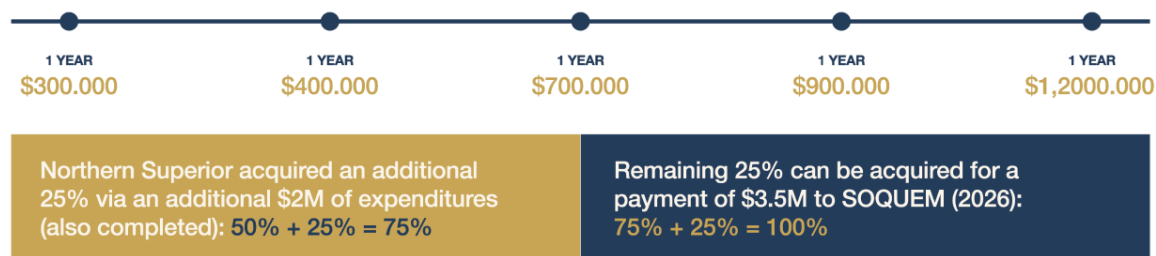 1 YEAR 1 YEAR 1 YEAR 1 YEAR 1 YEAR
$300.000 $400.000 $700.000 $900.000 $1,2000.000
Northern Superior acquired an additional
25% via an additional $2M of expenditures
(also completed): 50% + 25% = 75%
Remaining 25% can be acquired for a
payment of $3.5M to SOQUEM (2026):
75% + 25% = 100%